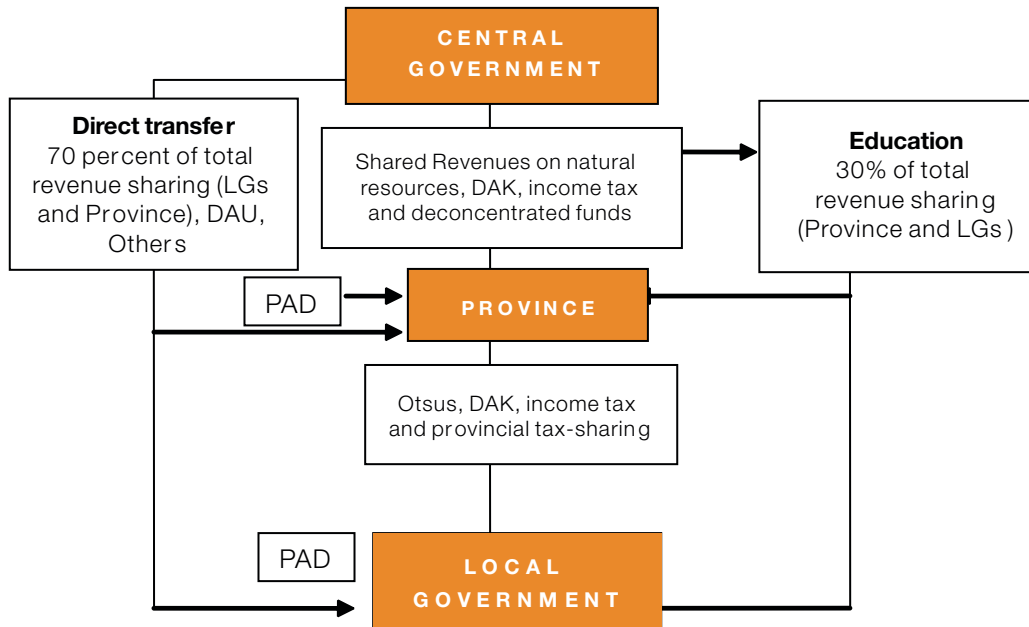 CENTRAL
GOVERNMENT
Direct transfer
70 percent of total
revenue sharing (LGs
and Province), DAU,
Others
Shared Revenues on natural
resources, DAK, income tax
and deconcentrated funds
Education
30% of total
revenue sharing
(Province and LGs)
PAD
PROVINCE
Otsus, DAK, income tax
and provincial tax-sharing
PAD
LOCAL
GOVERNMENT